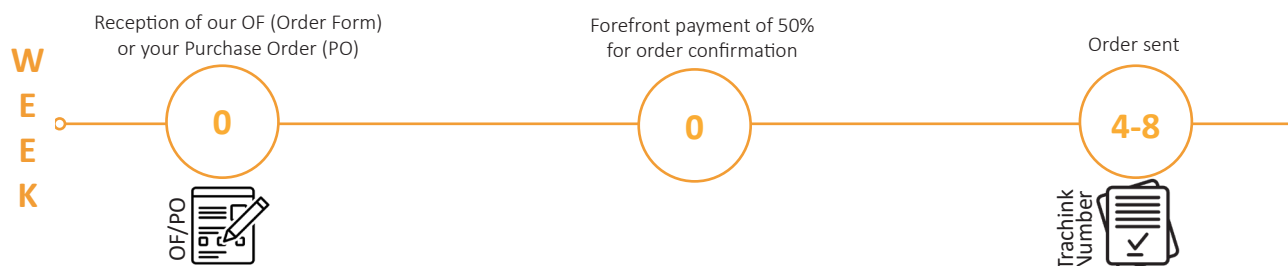 W
E
E
K
Reception of our OF (Order Form)
or your Purchase Order (PO)
0
OF/PO
Forefront payment of 50%
for order confirmation
0
Order sent
4-8
Trachink
Number